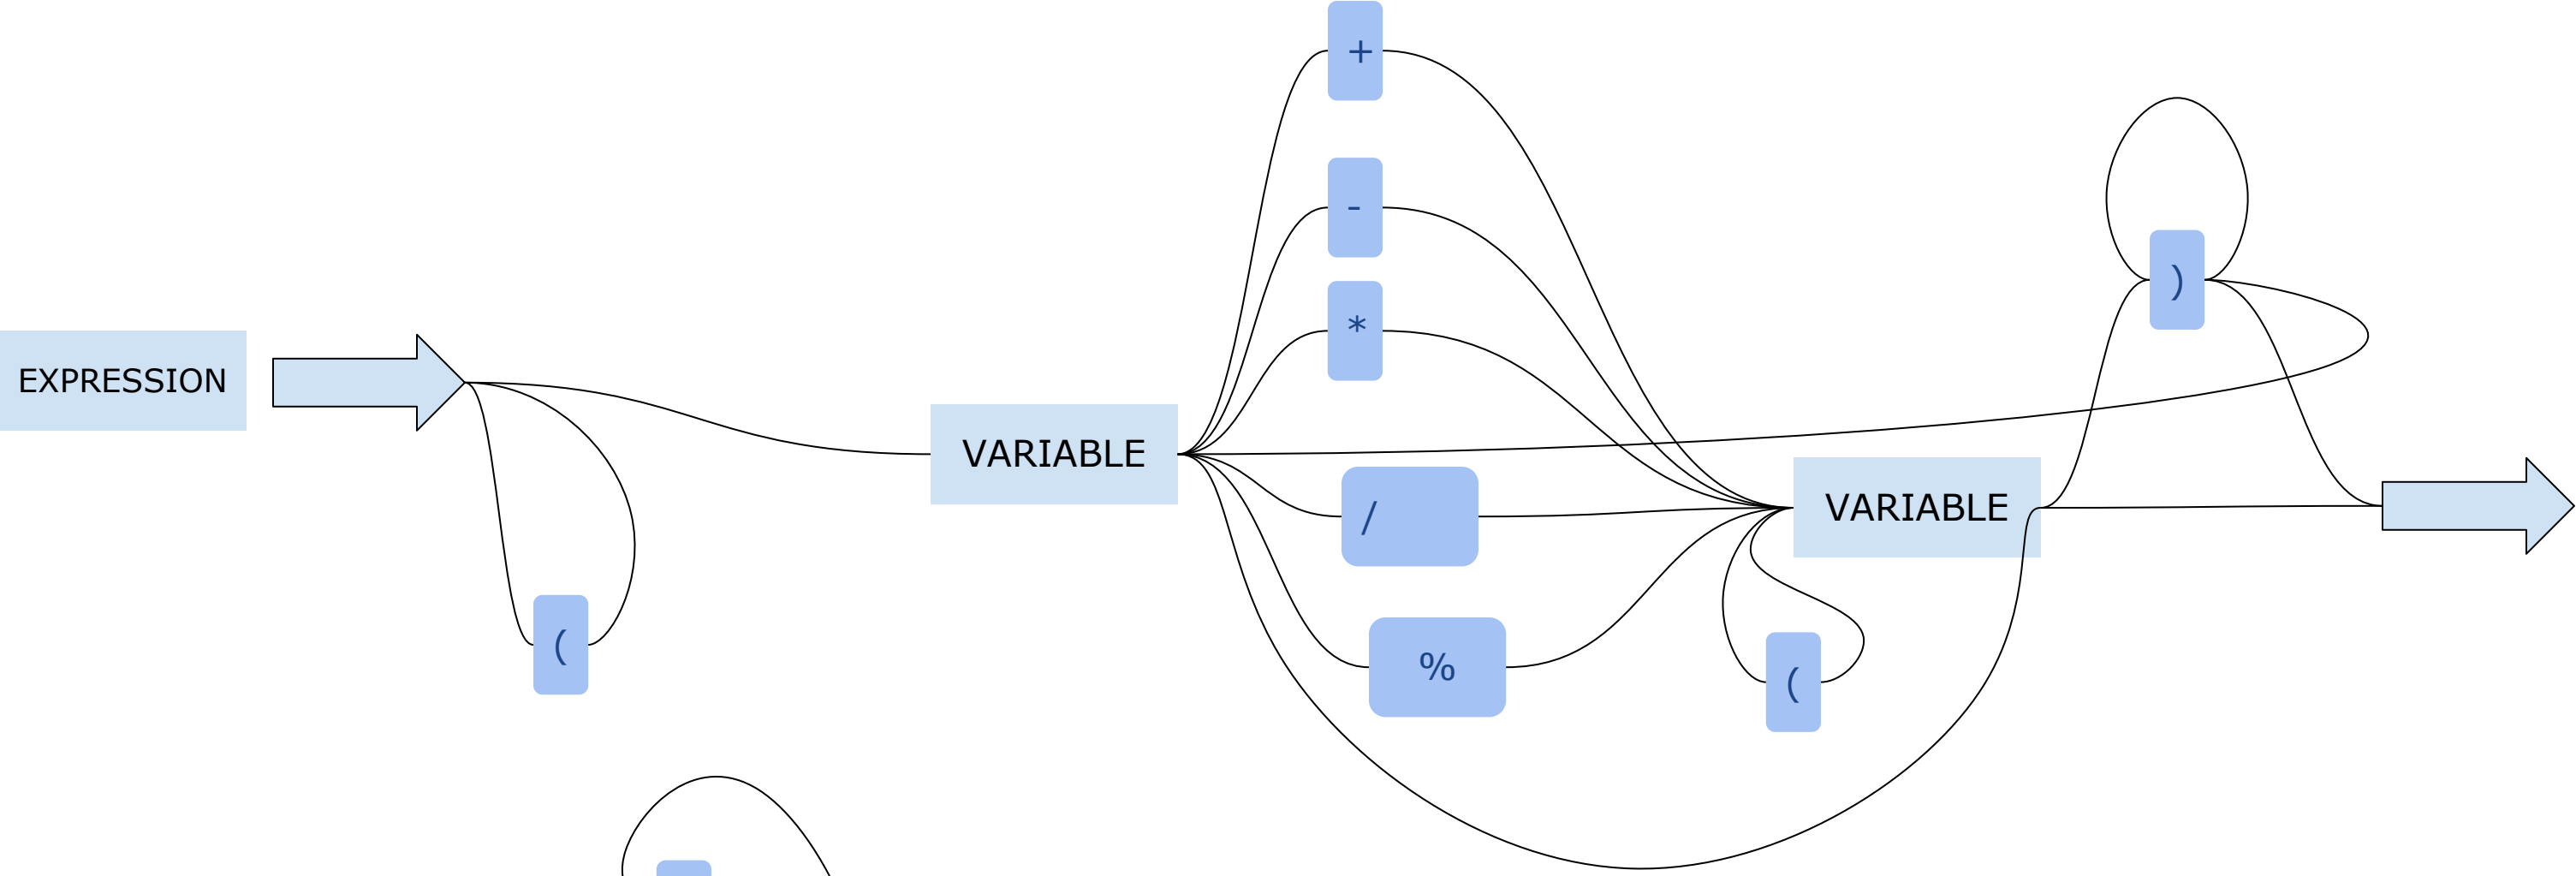 EXPRESSION
(
VARIABLE
+
-
*
/
%
VARIABLE
(
)